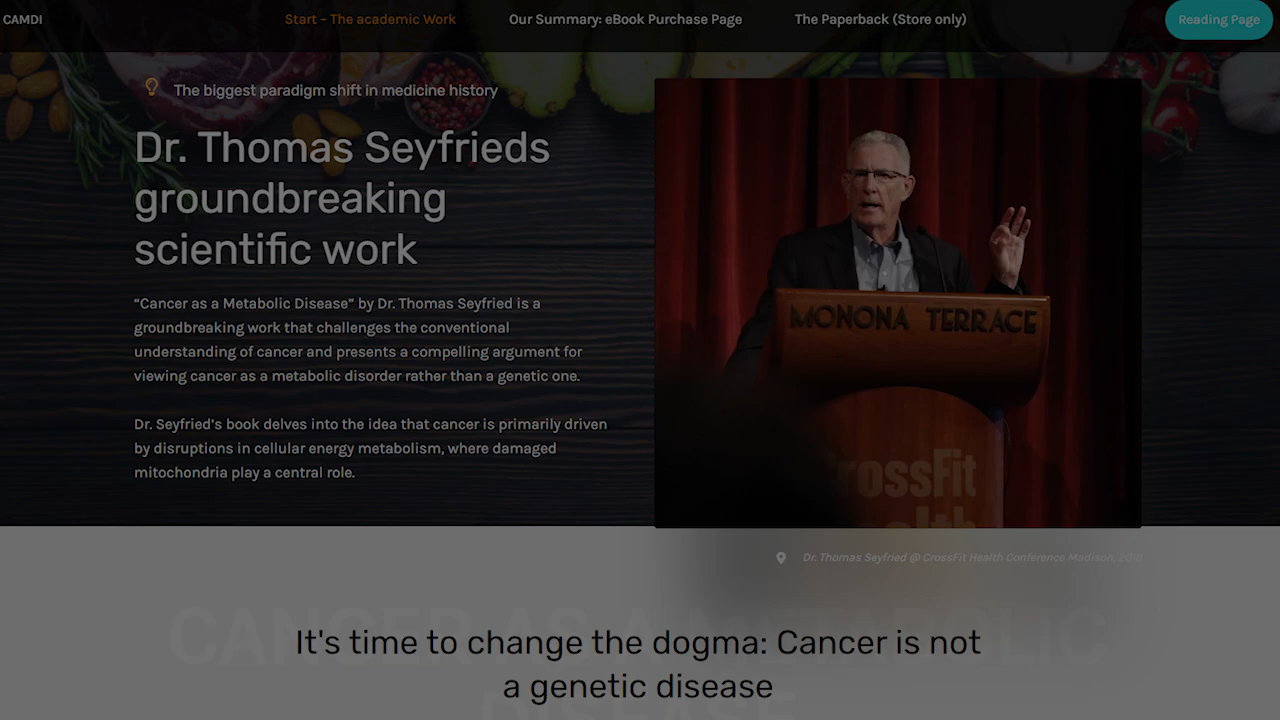 CAMDI
Start – The academic Work
Our Summary: eBook Purchase Page
The Paperback (Store only)
Reading Page
The biggest paradigm shift in medicine history
Dr. Thomas Seyfrieds
groundbreaking
scientific work
“Cancer as a Metabolic Disease” by Dr. Thomas Seyfried is a
groundbreaking work that challenges the conventional
understanding of cancer and presents a compelling argument for
viewing cancer as a metabolic disorder rather than a genetic one.
Dr. Seyfried’s book delves into the idea that cancer is primarily driven
by disruptions in cellular energy metabolism, where damaged
mitochondria play a central role.
MONONA TERRACE
CrossFit
Health
Dr. Thomas Seyfried @ CrossFit Health Conference Madison,
CANCER AS A METABOLIC
DISEASE
It's time to change the dogma: Cancer is not
a genetic disease